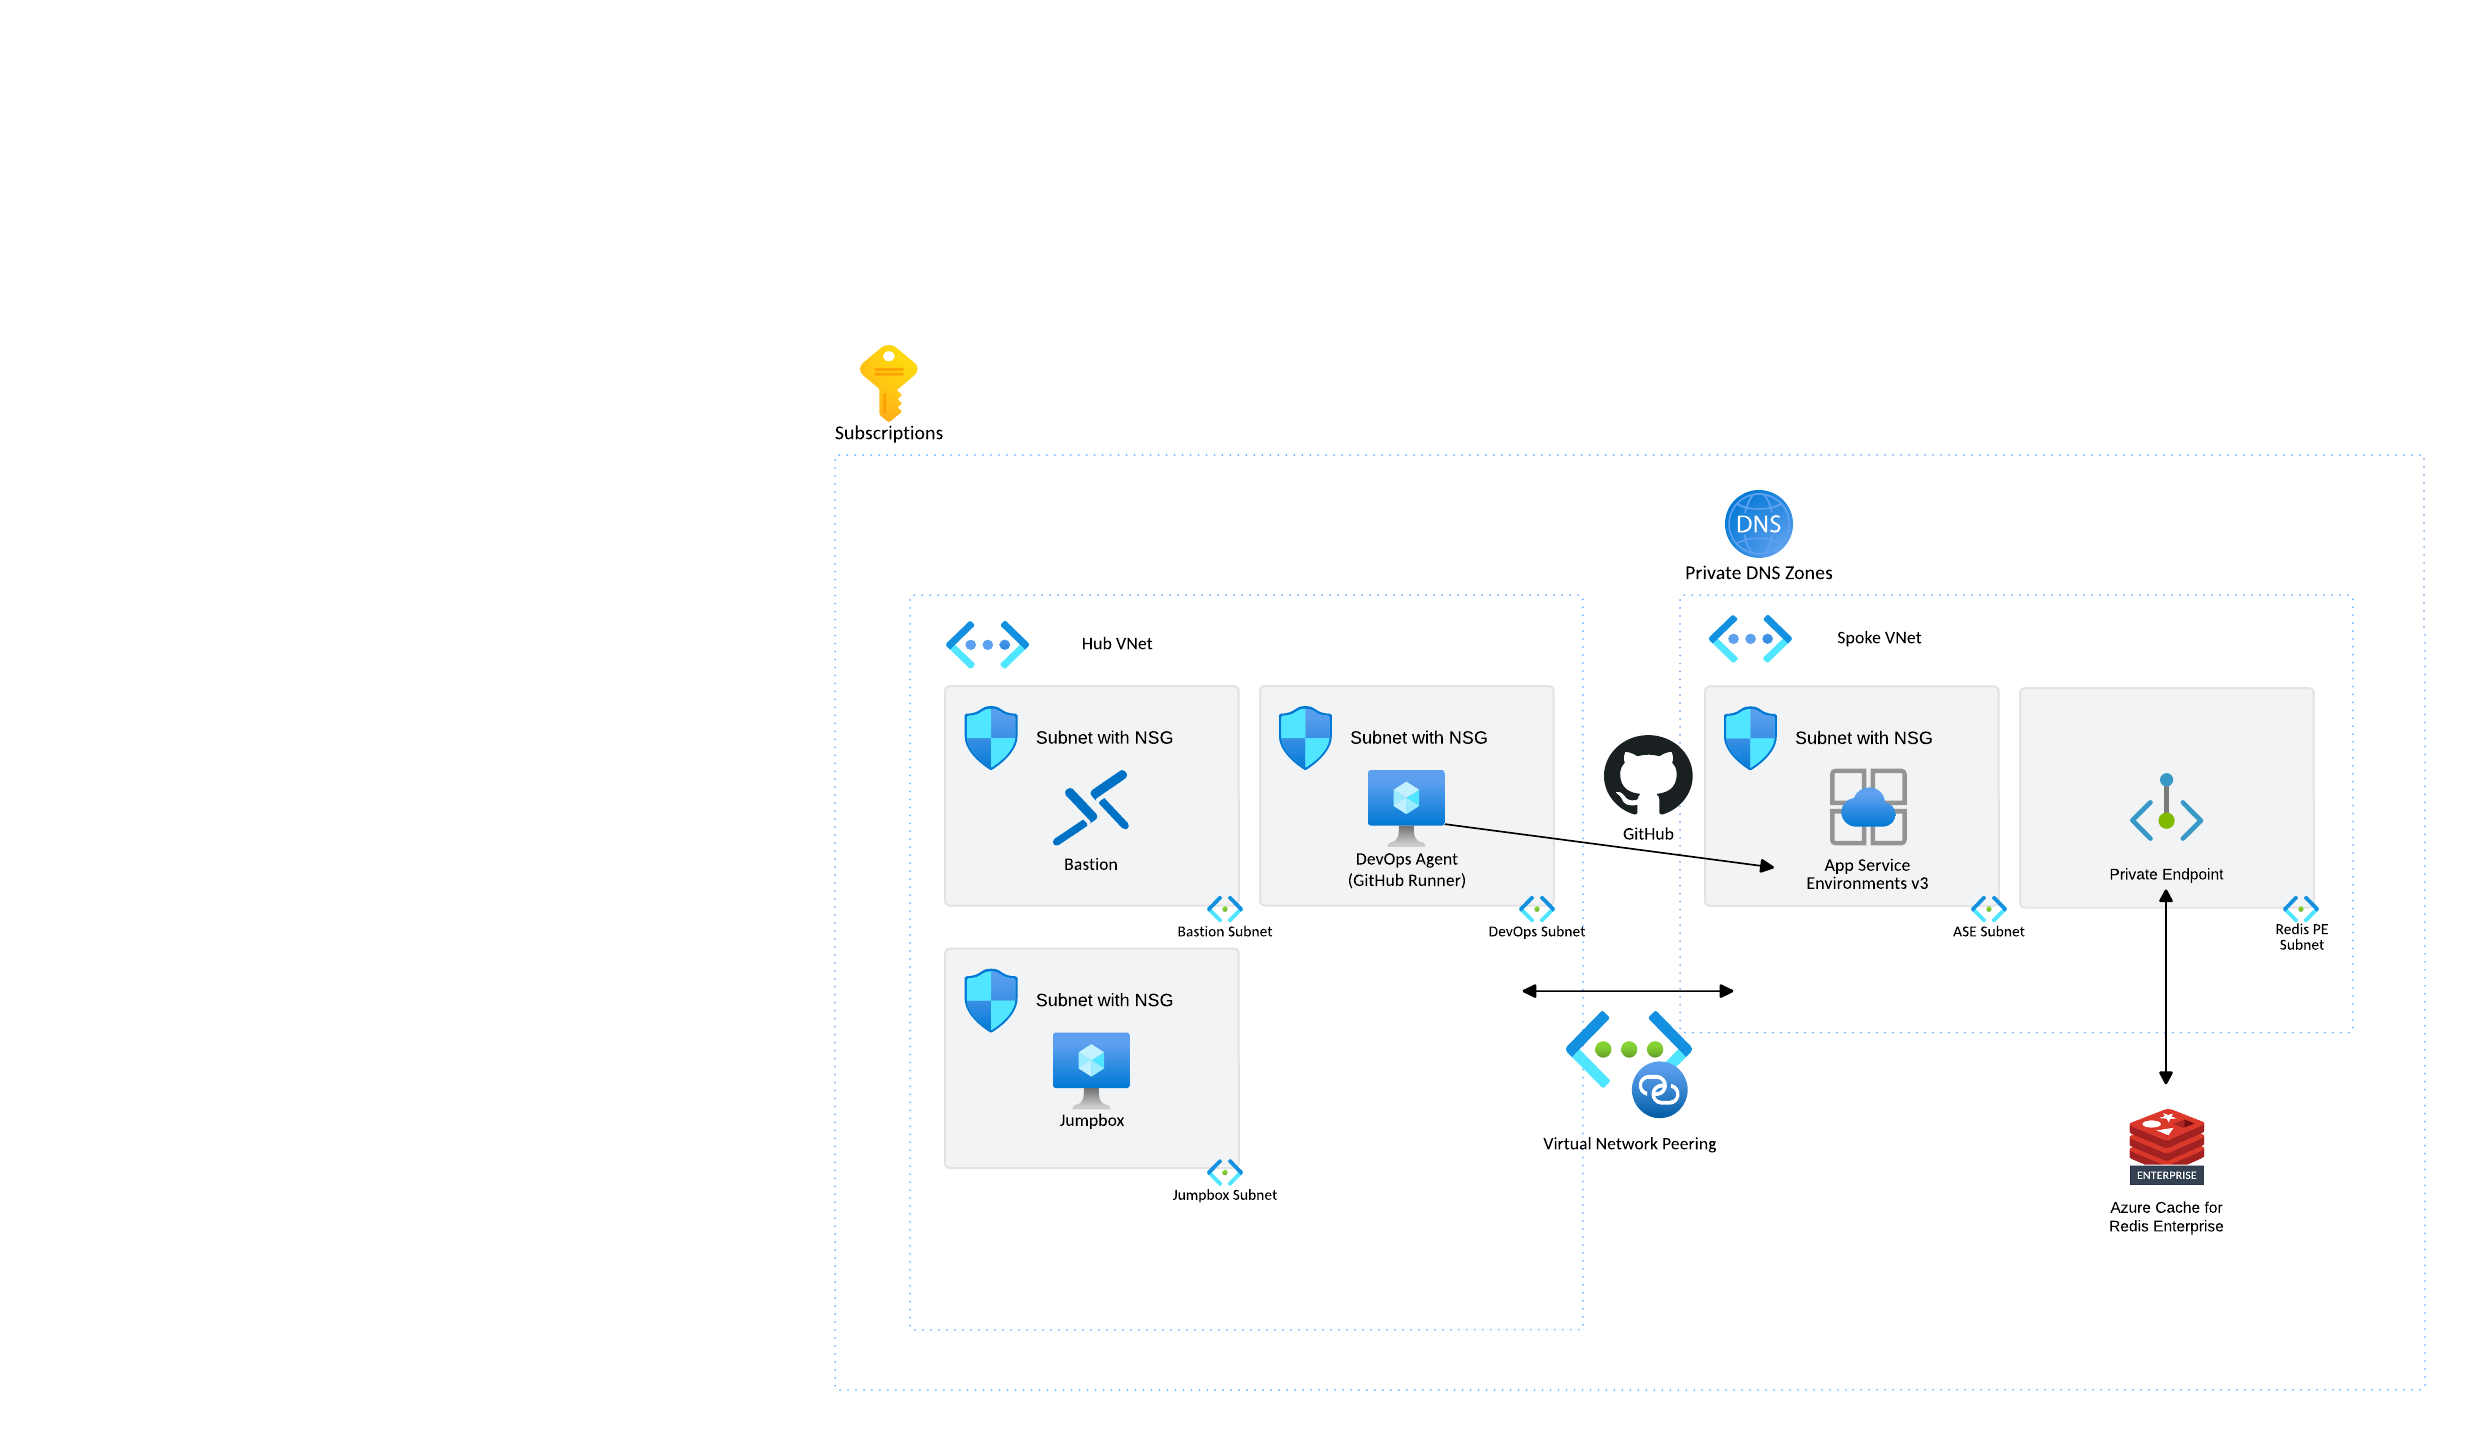 Subscriptions
DNS
Private DNS Zones
Hub VNet
Spoke VNet
Subnet with NSG
Bastion
Bastion Subnet
Subnet with NSG
DevOps Agent
(GitHub Runner)
DevOps Subnet
GitHub
Subnet with NSG
App Service
Environments v3
ASE Subnet
Private Endpoint
Redis PE
Subnet
Subnet with NSG
Jumpbox
Jumpbox Subnet
Virtual Network Peering
ENTERPRISE
Azure Cache for
Redis Enterprise